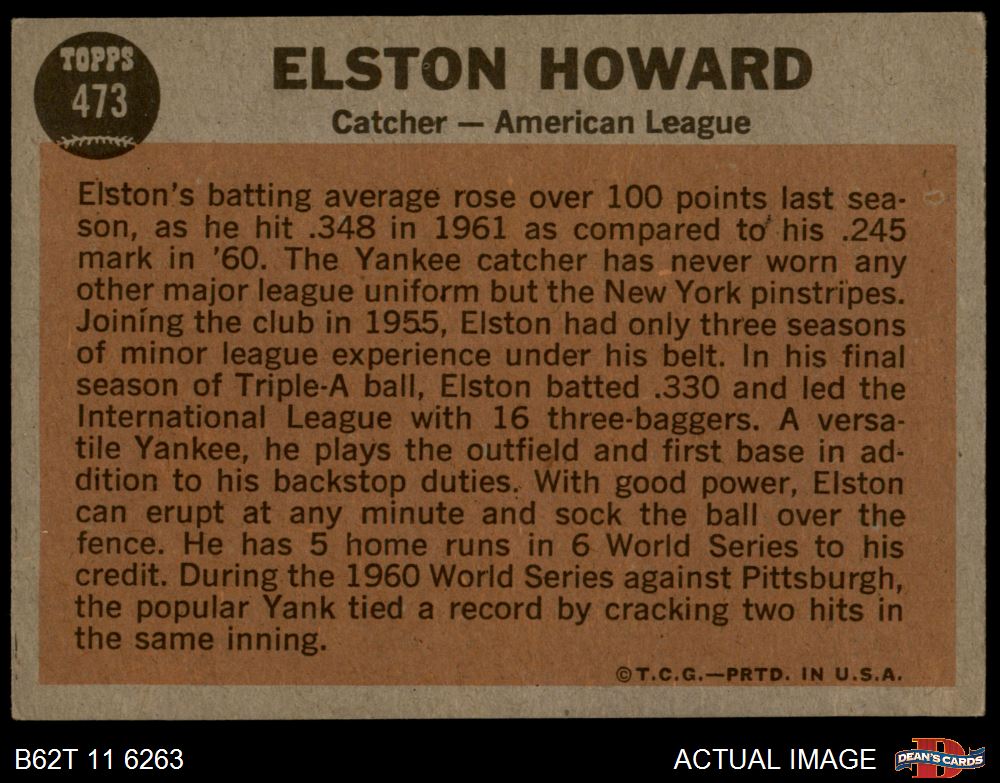 TOPPS
473
ELSTON HOWARD
Catcher — American League
Elston's batting average rose over 100 points last sea-
son, as he hit .348 in 1961 as compared to his .245
mark in '60. The Yankee catcher has never worn any
other major league uniform but the New York pinstripes.
Joining the club in 1955, Elston had only three seasons
of minor league experience under his belt. In his final
season of Triple-A ball, Elston batted .330 and led the
International League with 16 three-baggers. A versa-
tile Yankee, he plays the outfield and first base in ad-
dition to his backstop duties. With good power, Elston
can erupt at any minute and sock the ball over the
fence. He has 5 home runs in 6 World Series to his
credit. During the 1960 World Series against Pittsburgh,
the popular Yank tied a record by cracking two hits in
the same inning.
©T.C.G.—PRTD. IN U.S.A.
B62T 11 6263
ACTUAL IMAGE
D
DEAN'S CARDS